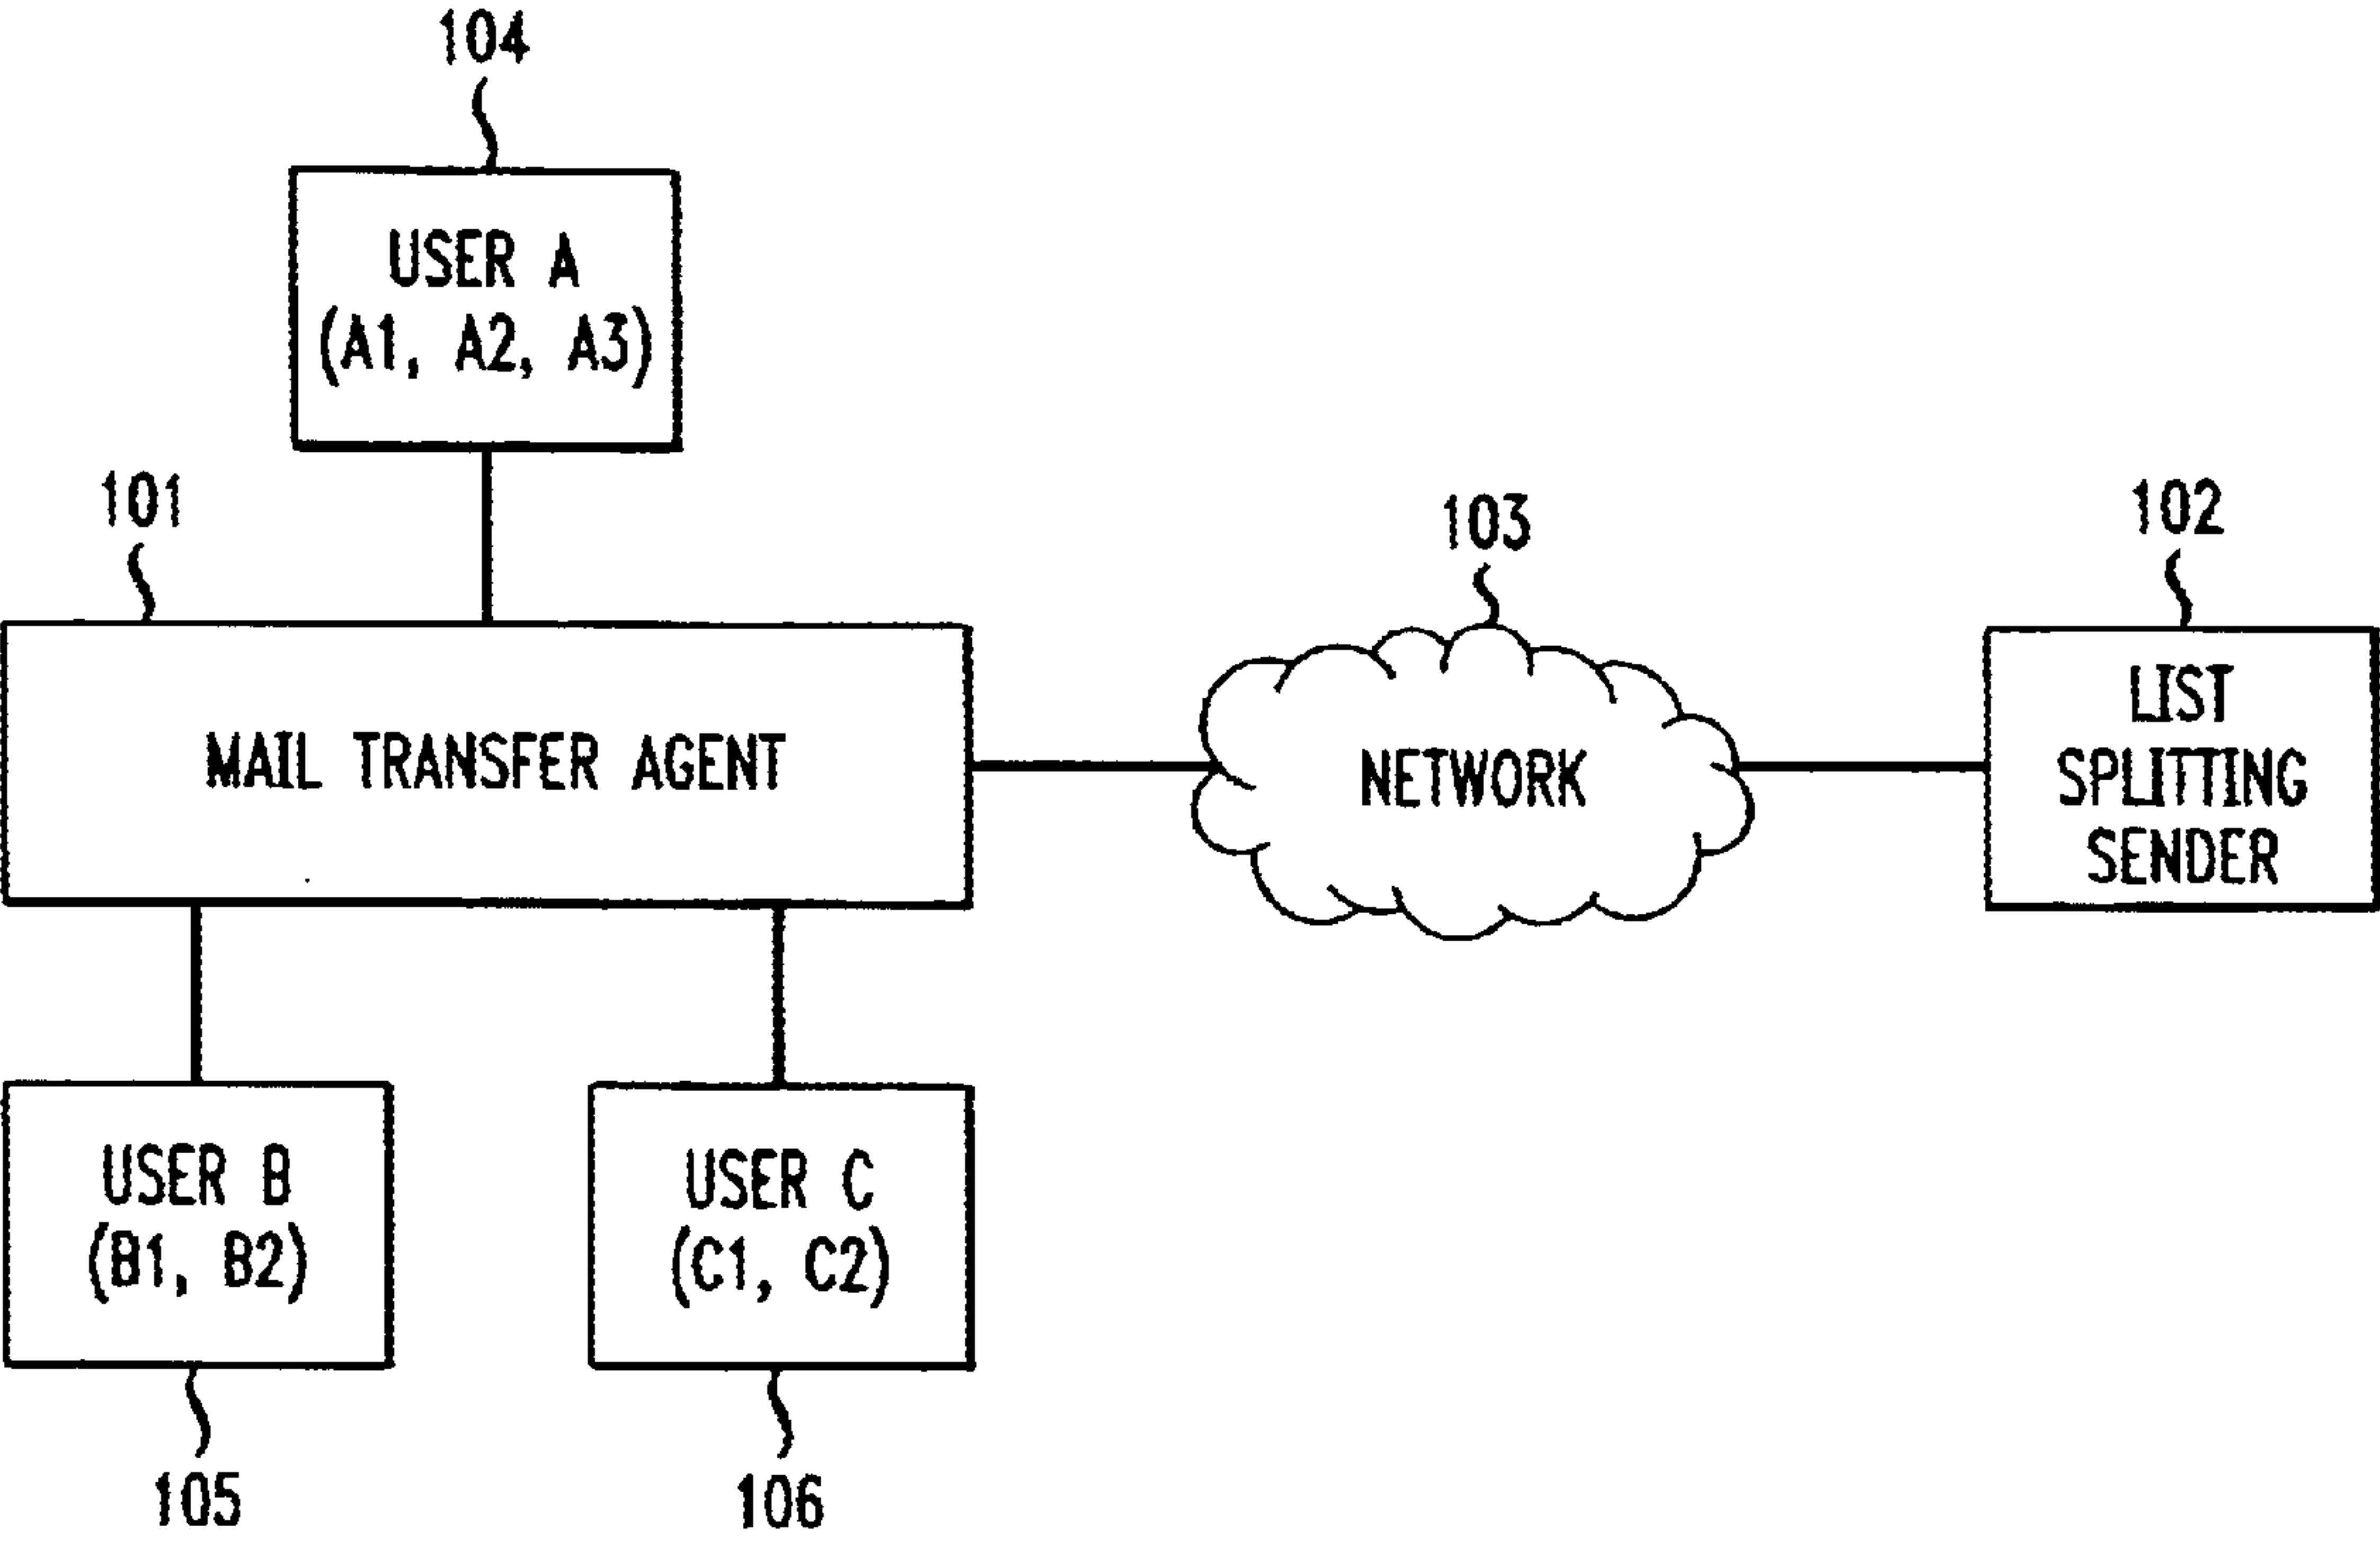 104
USER A
(A1, A2, A3)
101
103
102
MAIL TRANSFER AGENT
NETWORK
LIST
SPLITTING
SENDER
USER B
(B1, B2)
USER C
(C1, C2)
105
106